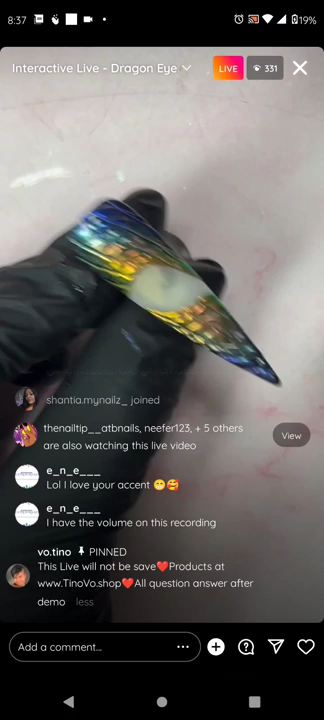 8:37
19%
Interactive Live - Dragon Eye
LIVE
331
shantia.mynailz_ joined
thenailtip__atbnails, neefer123, + 5 others
are also watching this live video
View
e_n_e___
Lol I love your accent 😁🥰
e_n_e___
I have the volume on this recording
vo.tino PINNED
This Live will not be save❤️Products at
www.TinoVo.shop❤️All question answer after
demo less
Add a comment...